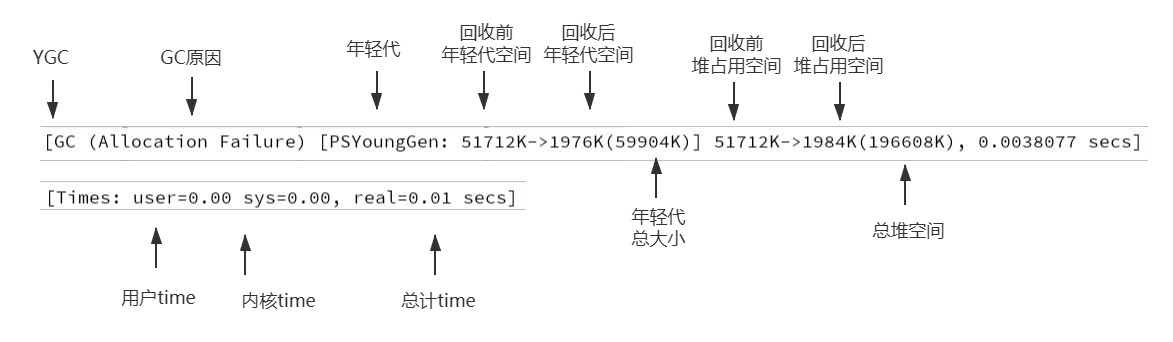 YGC
GC原因
年轻代
回收前
年轻代空间
回收后
年轻代空间
回收前
堆占用空间
回收后
堆占用空间
[GC (Allocation Failure) [PSYoungGen: 51712K->1976K(59904K)] 51712K->1984K(196608K), 0.0038077 secs]
[Times: user=0.00 sys=0.00, real=0.01 secs]
年轻代
总大小
总堆空间
用户time
内核time
总计time